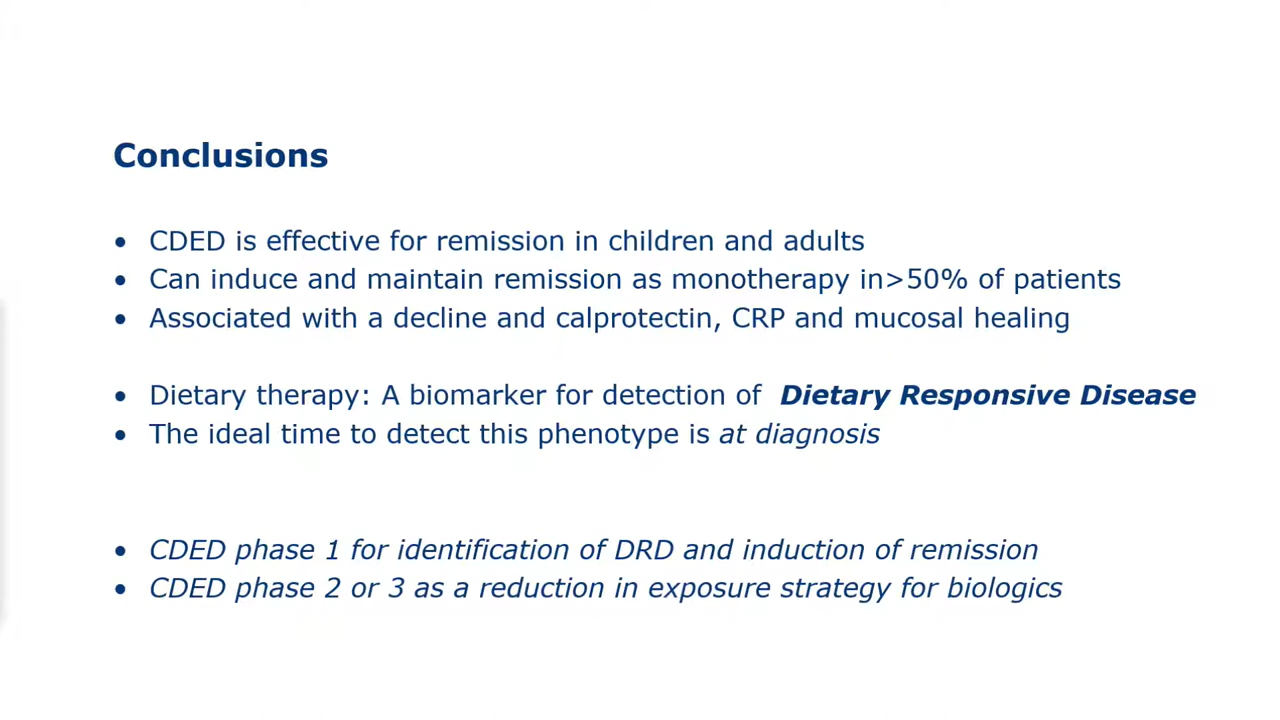 Conclusions
• CDED is effective for remission in children and adults
• Can induce and maintain remission as monotherapy in>50% of patients
• Associated with a decline and calprotectin, CRP and mucosal healing
• Dietary therapy: A biomarker for detection of Dietary Responsive Disease
• The ideal time to detect this phenotype is at diagnosis
• CDED phase 1 for identification of DRD and induction of remission
• CDED phase 2 or 3 as a reduction in exposure strategy for biologics